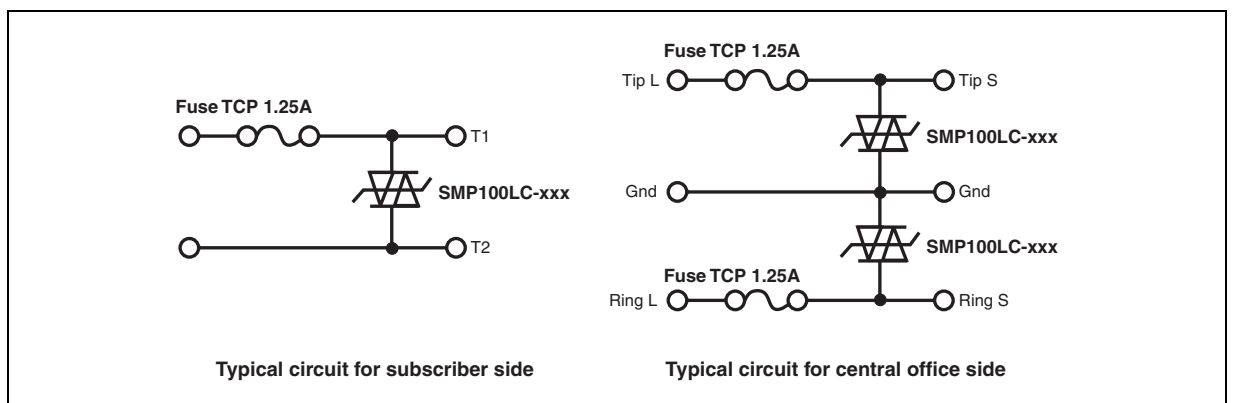 Fuse TCP 1.25A
T1
SMP100LC-xxx
T2
Typical circuit for subscriber side
Fuse TCP 1.25A
Tip L
Tip S
SMP100LC-xxx
Gnd
Gnd
SMP100LC-xxx
Fuse TCP 1.25A
Ring L
Ring S
Typical circuit for central office side